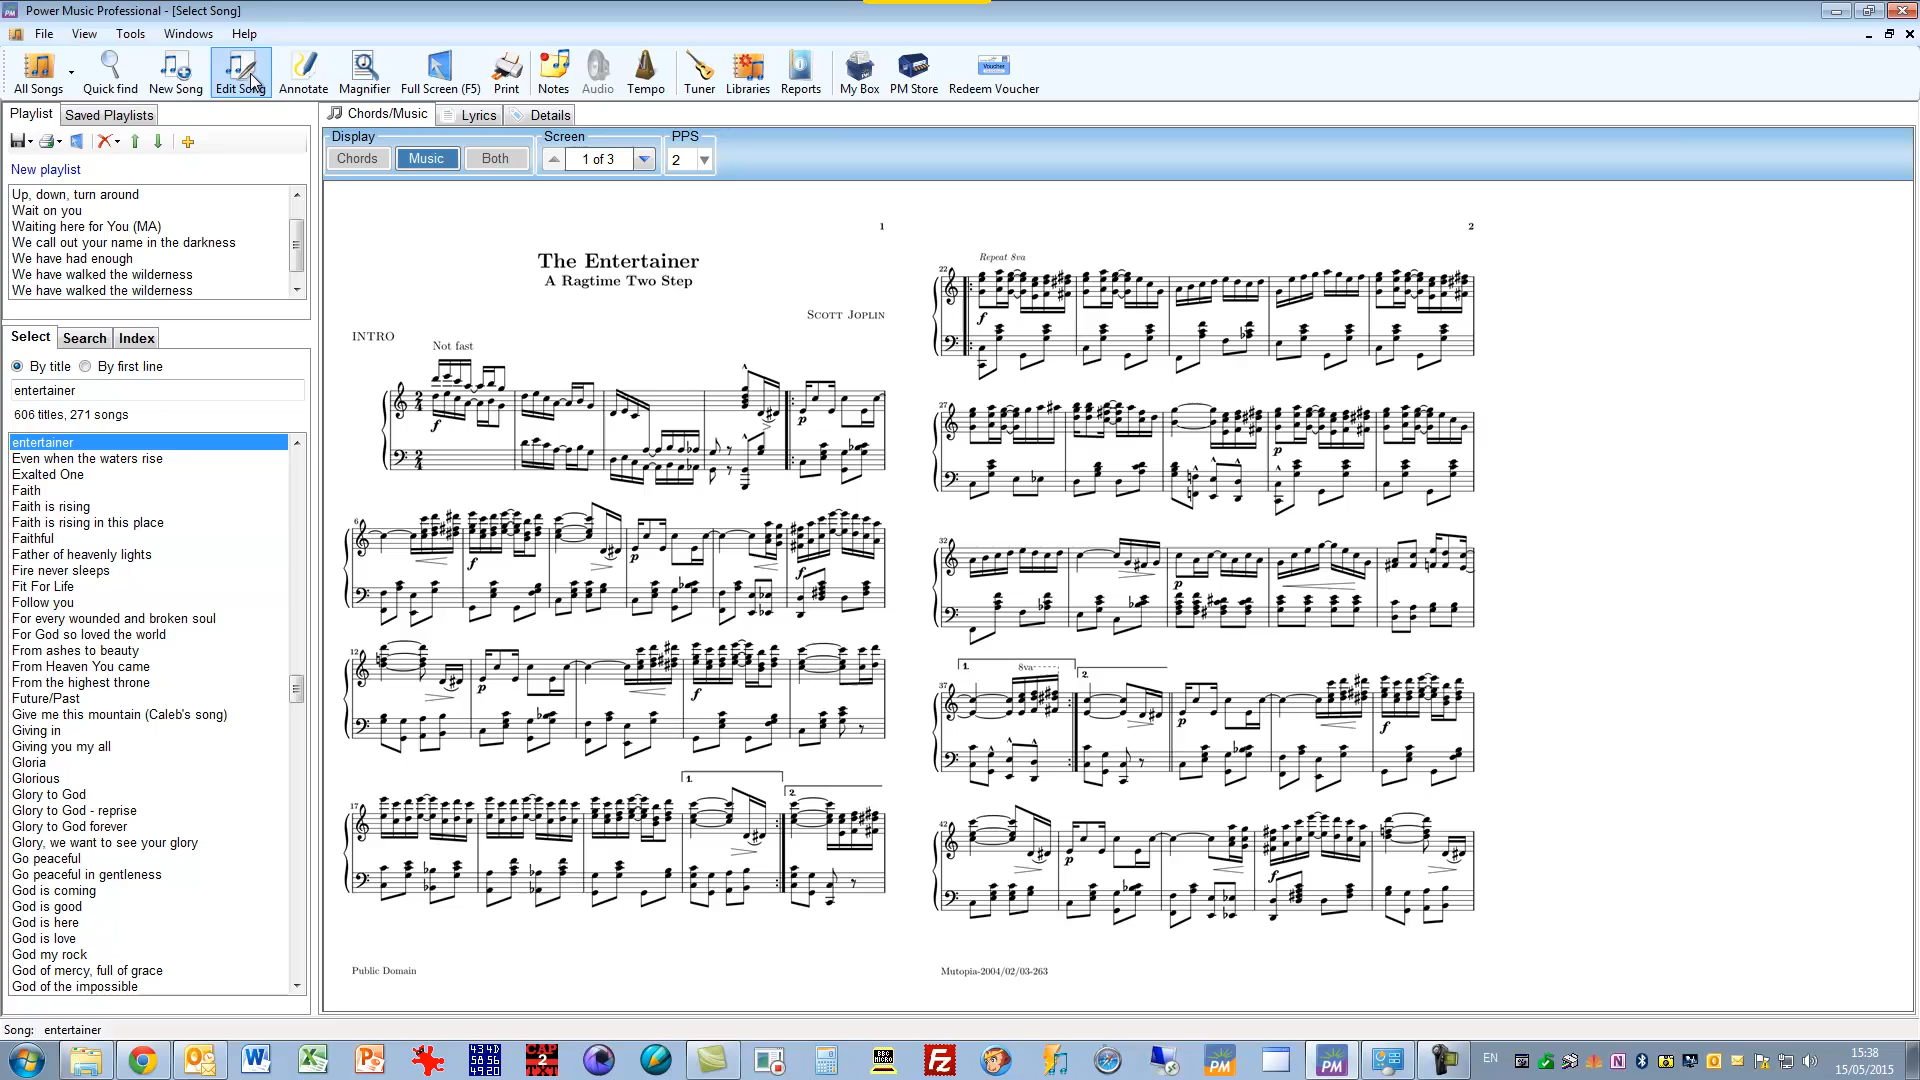 Power Music Professional - [Select Song]
File View Tools Windows Help
All Songs Quick find New Song Edit Song Annotate Magnifier Full Screen (F5) Print Notes Audio Tempo Tuner Libraries Reports My Box PM Store Redeem Voucher
Playlist Saved Playlists
New playlist
Up, down, turn around
Wait on you
Waiting here for You (MA)
We call out your name in the darkness
We have had enough
We have walked the wilderness
We have walked the wilderness
Select Search Index
By title By first line
entertainer
606 titles, 271 songs
entertainer
Even when the waters rise
Exalted One
Faith
Faith is rising
Faith is rising in this place
Faithful
Father of heavenly lights
Fire never sleeps
Fit For Life
Follow you
For every wounded and broken soul
For God so loved the world
From ashes to beauty
From Heaven You came
From the highest throne
Future/Past
Give me this mountain (Caleb's song)
Giving in
Giving you my all
Gloria
Glorious
Glory to God
Glory to God - reprise
Glory to God forever
Glory, we want to see your glory
Go peaceful
Go peaceful in gentleness
God is coming
God is good
God is here
God is love
God my rock
God of mercy, full of grace
God of the impossible
Chords/Music Lyrics Details
Display Screen PPS
Chords Music Both 1 of 3 2
1
The Entertainer
A Ragtime Two Step
SCOTT JOPLIN
INTRO
Not fast
6
12
17
1. 2.
Public Domain
2
Repeat 8va
22
27
32
1. 8va 2.
37
42
Mutopia-2004/02/03-263
Song: entertainer
EN
15:38
15/05/2015